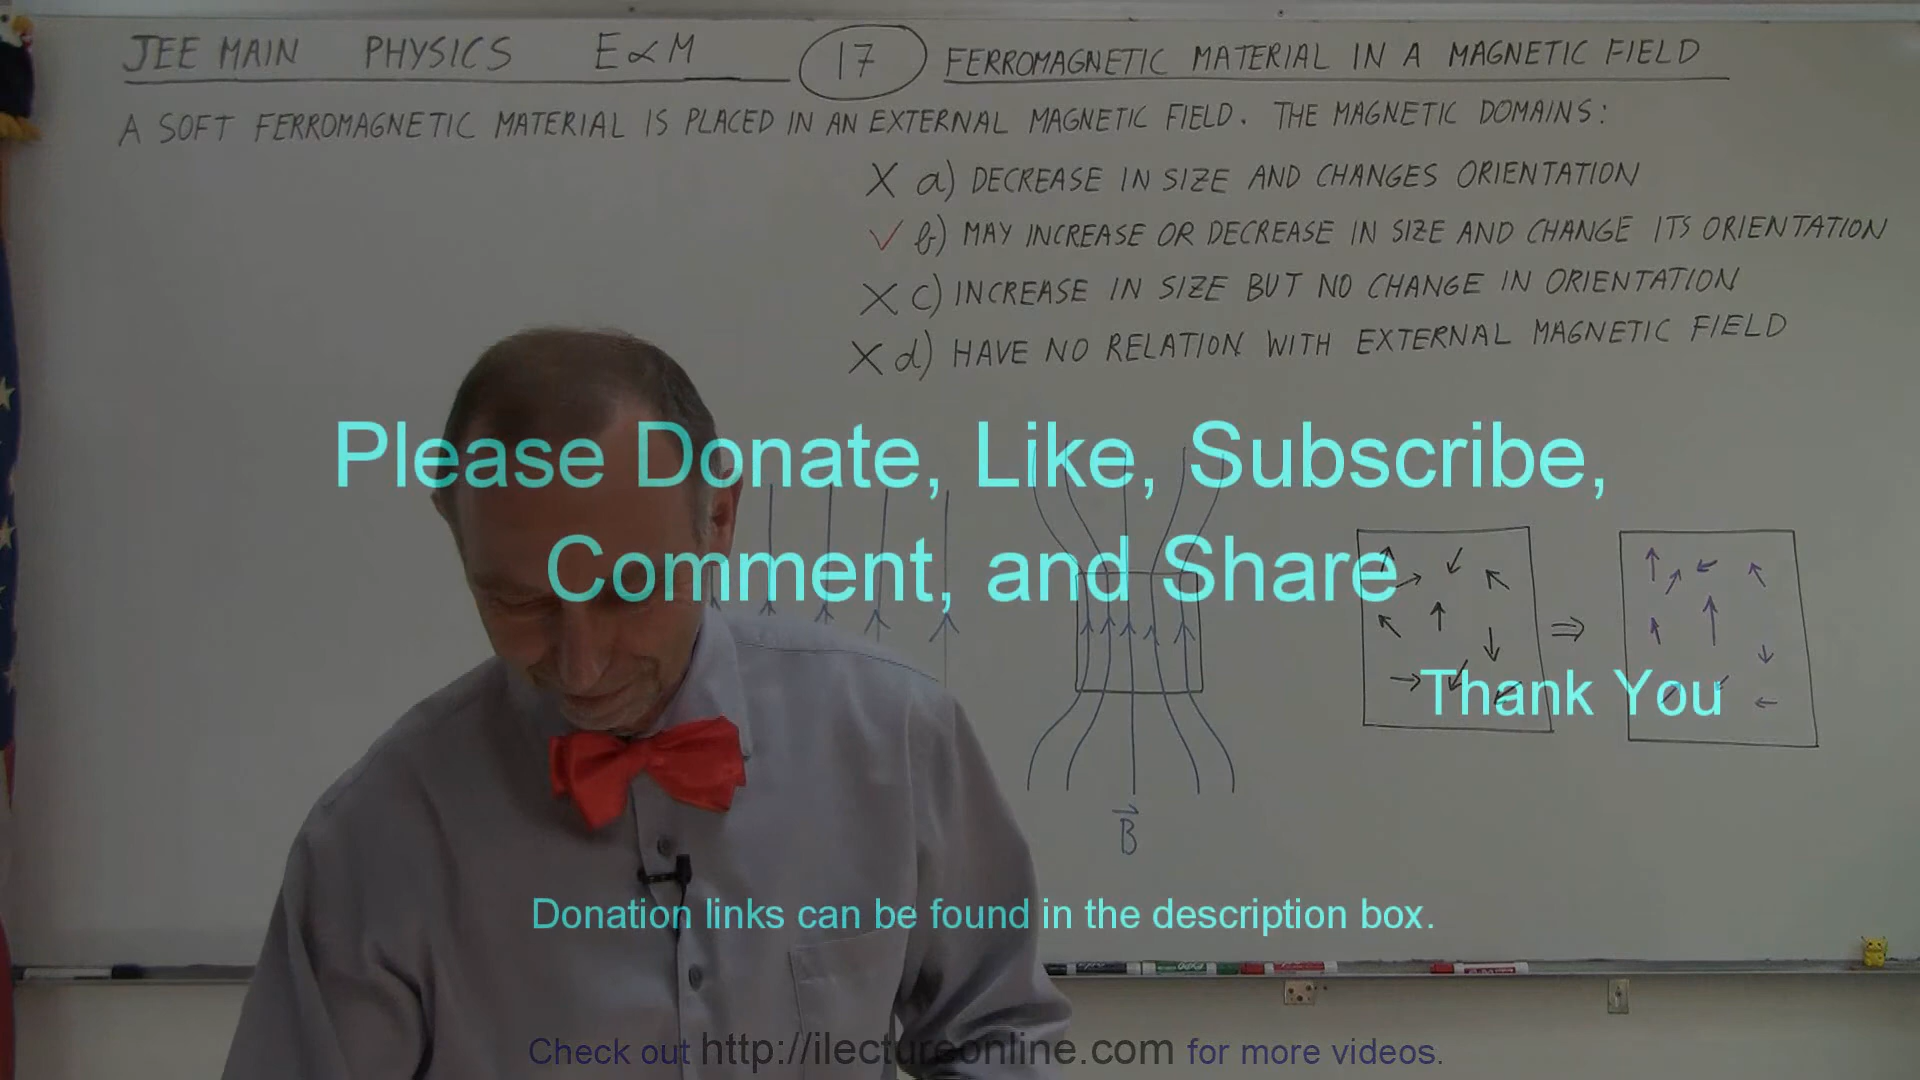 JEE MAIN PHYSICS E&M 17 FERROMAGNETIC MATERIAL IN A MAGNETIC FIELD
A SOFT FERROMAGNETIC MATERIAL IS PLACED IN AN EXTERNAL MAGNETIC FIELD. THE MAGNETIC DOMAINS:
X a) DECREASE IN SIZE AND CHANGES ORIENTATION
✓ b) MAY INCREASE OR DECREASE IN SIZE AND CHANGE ITS ORIENTATION
X c) INCREASE IN SIZE BUT NO CHANGE IN ORIENTATION
X d) HAVE NO RELATION WITH EXTERNAL MAGNETIC FIELD
Please Donate, Like, Subscribe,
Comment, and Share
Thank You
B
Donation links can be found in the description box.
Check out http://ilectureonline.com for more videos.